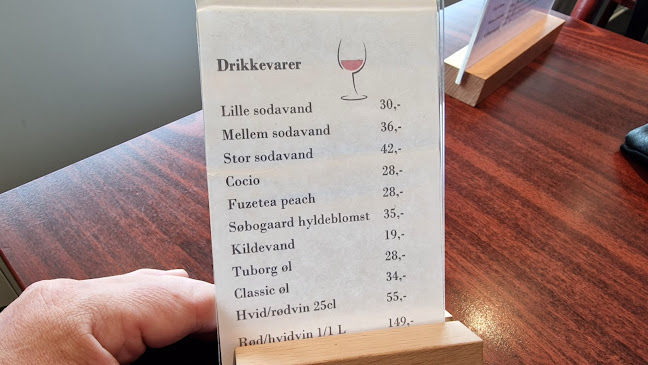 Drikkevarer
Lille sodavand 30,-
Mellem sodavand 36,-
Stor sodavand 42,-
Cocio 28,-
Fuzetea peach 28,-
Søbogaard hyldeblomst 35,-
Kildevand 19,-
Tuborg øl 28,-
Classic øl 34,-
Hvid/rødvin 25cl 55,-
Rød/hvidvin 1/1 L 149,-